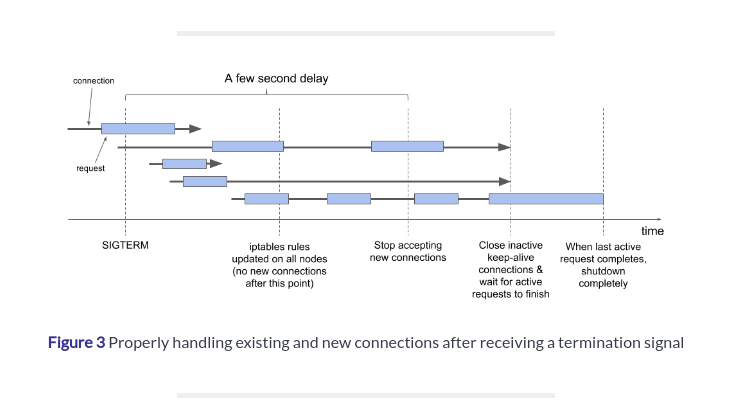 A few second delay
connection
request
time
SIGTERM
iptables rules
updated on all nodes
(no new connections
after this point)
Stop accepting
new connections
Close inactive
keep-alive
connections &
wait for active
requests to finish
When last active
request completes,
shutdown
completely
Figure 3 Properly handling existing and new connections after receiving a termination signal